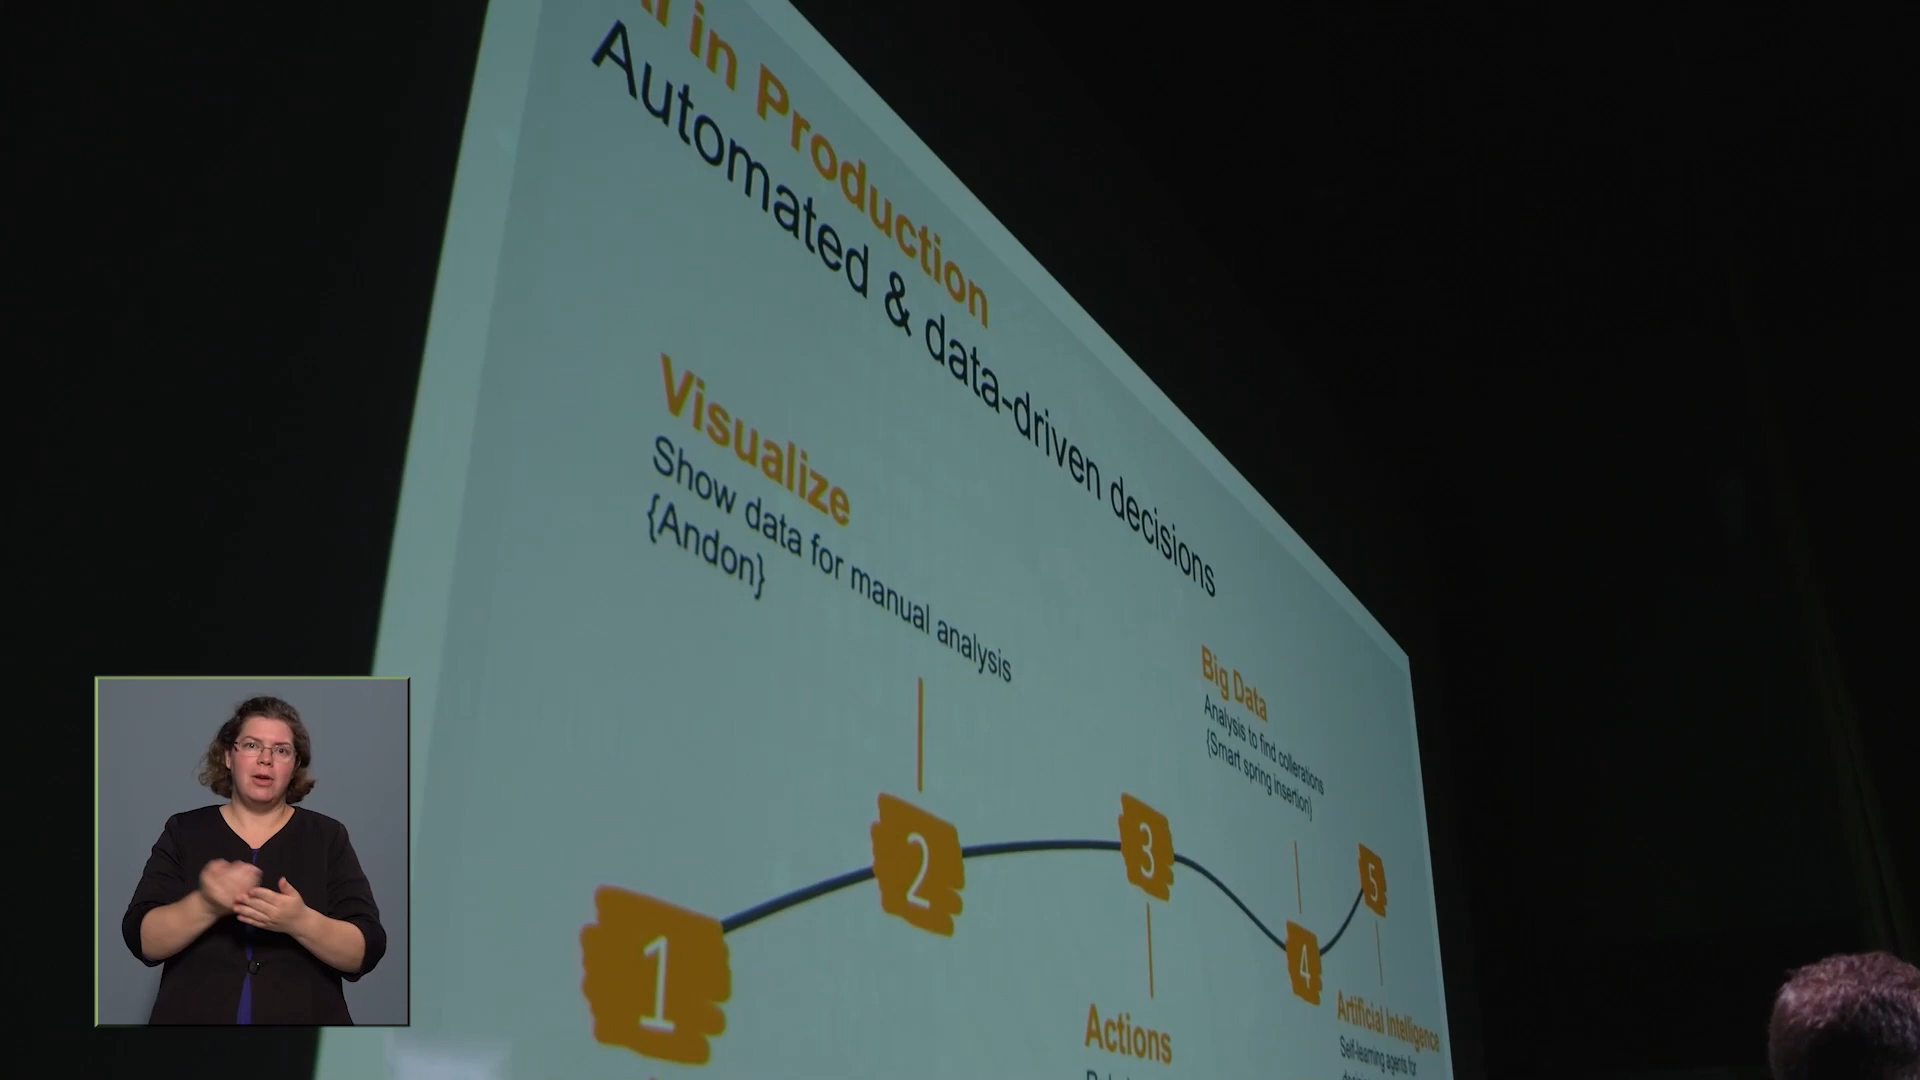 AI in Production
Automated & data-driven decisions
Visualize
Show data for manual analysis
{Andon}
Big Data
Analysis to find collerations
{Smart spring insertion}
1
2
3
4
5
Actions
Artificial Intelligence
Self-learning agents for